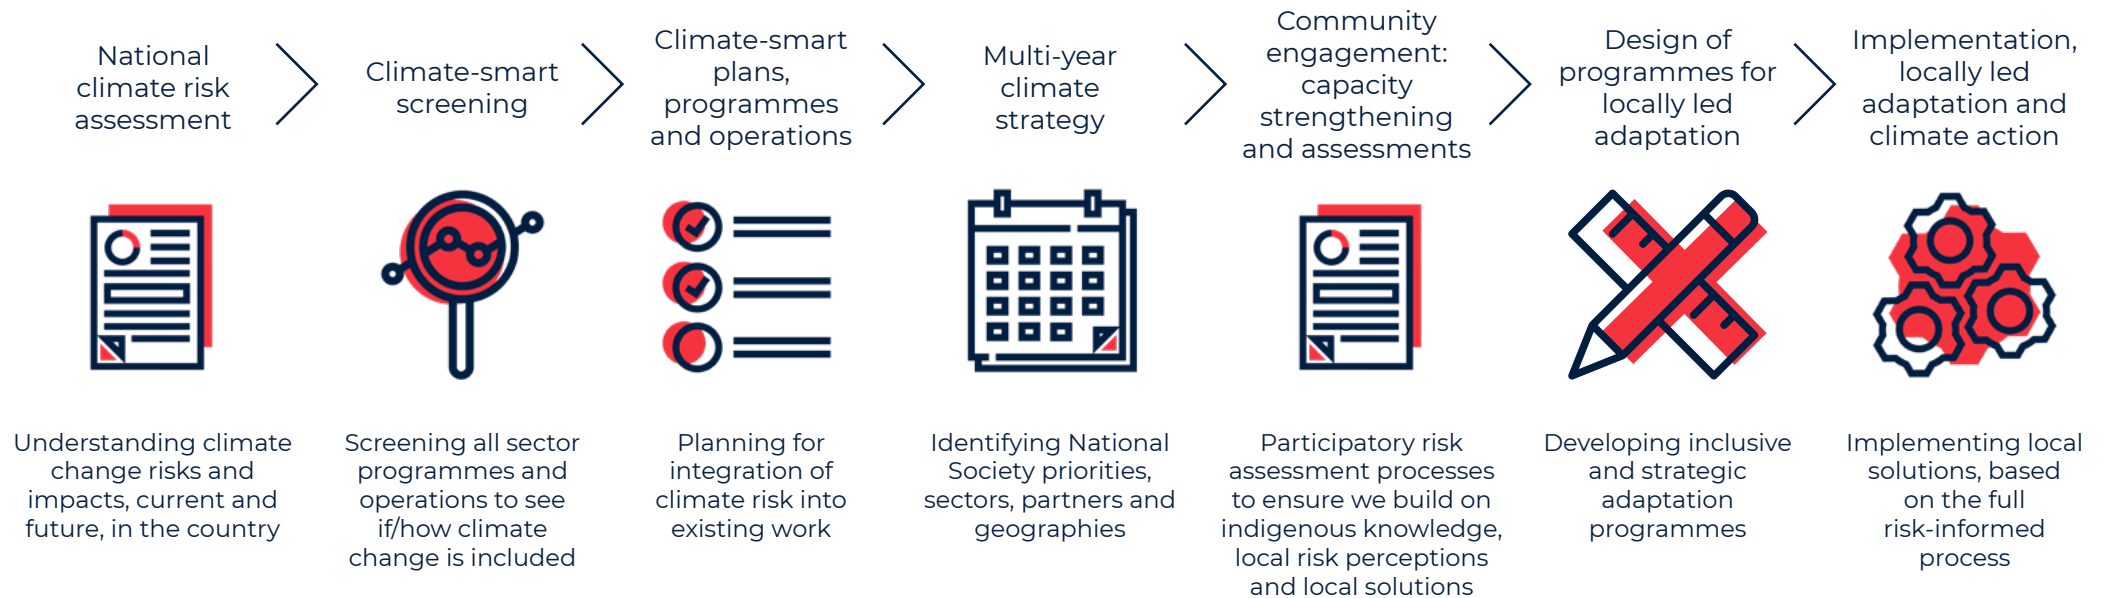 National
climate risk
assessment
Climate-smart
screening
Climate-smart
plans,
programmes
and operations
Multi-year
climate
strategy
Community
engagement:
capacity
strengthening
and assessments
Design of
programmes for
locally led
adaptation
Implementation,
locally led
adaptation and
climate action
Understanding climate
change risks and
impacts, current and
future, in the country
Screening all sector
programmes and
operations to see
if/how climate
change is included
Planning for
integration of
climate risk into
existing work
Identifying National
Society priorities,
sectors, partners and
geographies
Participatory risk
assessment processes
to ensure we build on
indigenous knowledge,
local risk perceptions
and local solutions
Developing inclusive
and strategic
adaptation
programmes
Implementing local
solutions, based
on the full
risk-informed
process